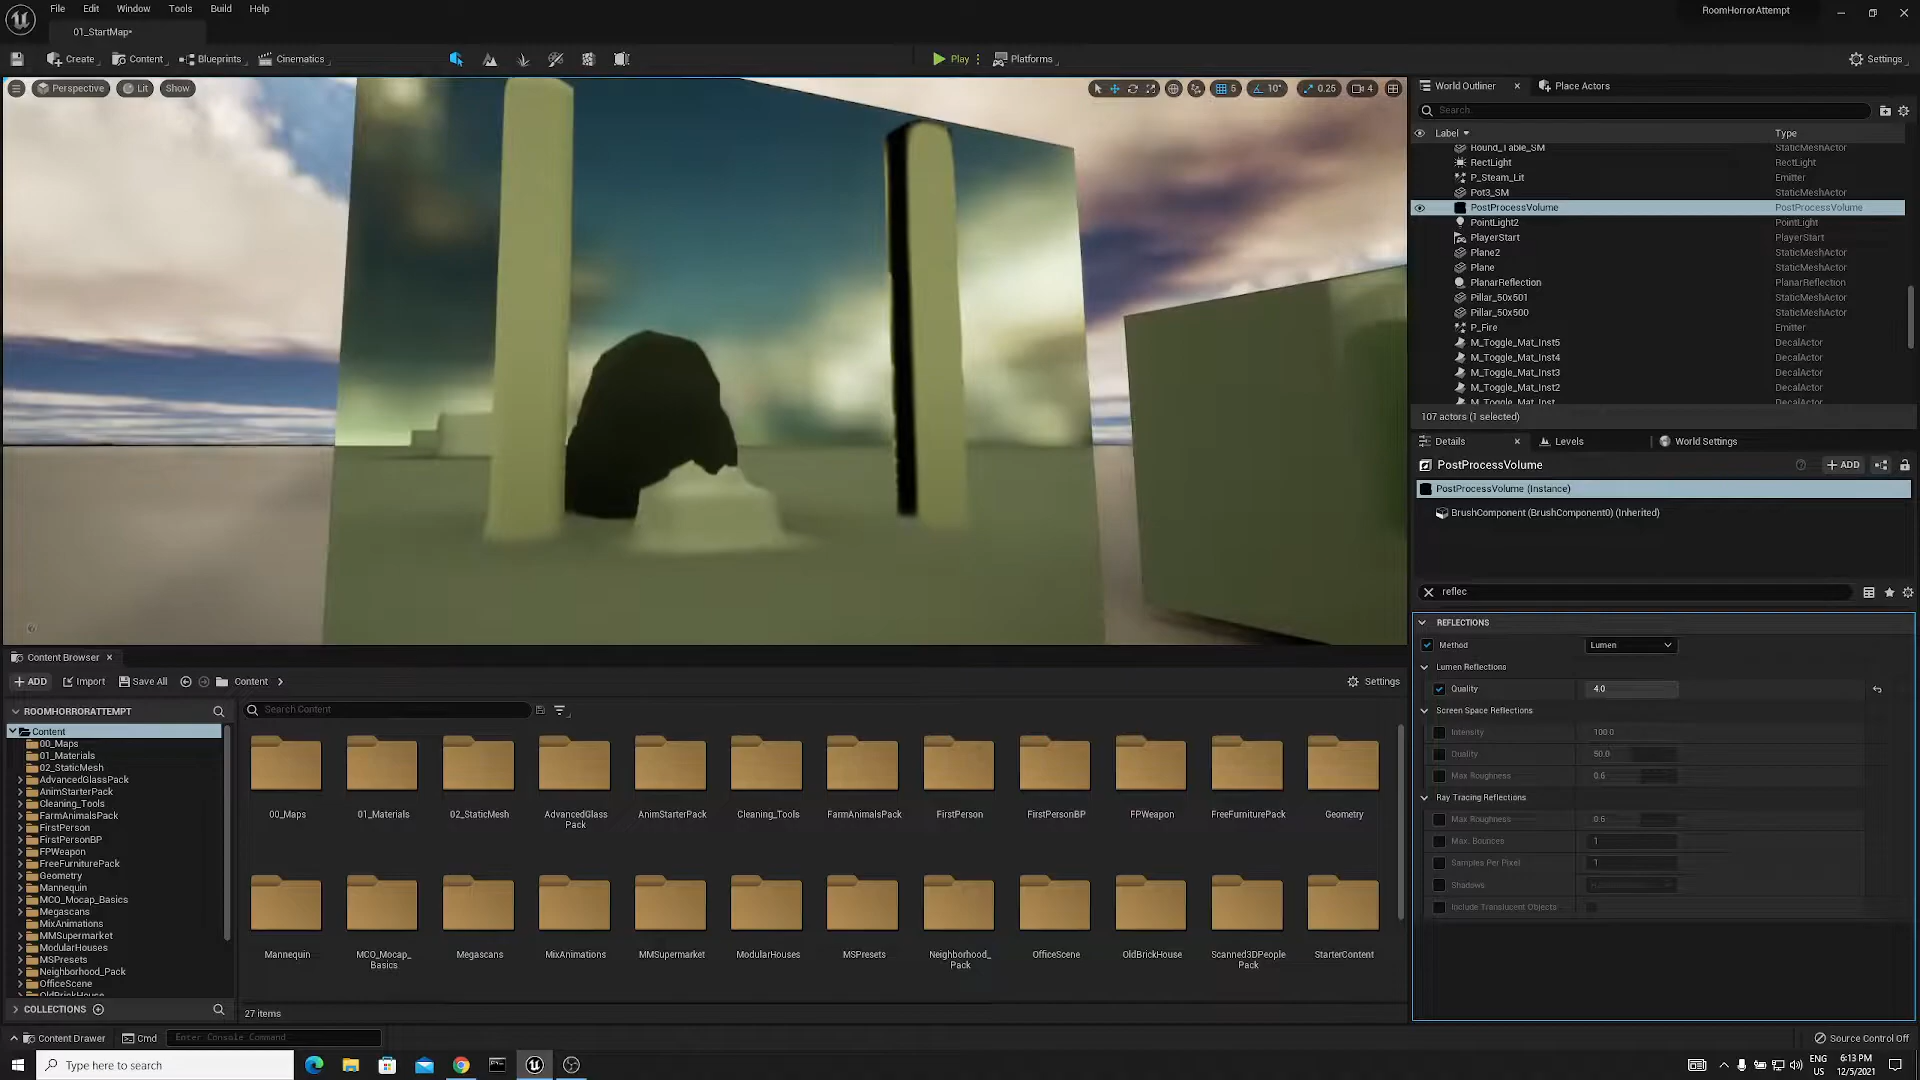 File Edit Window Tools Build Help
RoomHorrorAttempt
01_StartMap•
Create Content Blueprints Cinematics Play Platforms Settings
Perspective Lit Show
5 10° 0.25 4
World Outliner Place Actors
Search
Label Type
Round_Table_SM StaticMeshActor
RectLight RectLight
P_Steam_Lit Emitter
Pot3_SM StaticMeshActor
PostProcessVolume PostProcessVolume
PointLight2 PointLight
PlayerStart PlayerStart
Plane2 StaticMeshActor
Plane StaticMeshActor
PlanarReflection PlanarReflection
Pillar_50x501 StaticMeshActor
Pillar_50x500 StaticMeshActor
P_Fire Emitter
M_Toggle_Mat_Inst5 DecalActor
M_Toggle_Mat_Inst4 DecalActor
M_Toggle_Mat_Inst3 DecalActor
M_Toggle_Mat_Inst2 DecalActor
M_Toggle_Mat_Inst DecalActor
107 actors (1 selected)
Details Levels World Settings
PostProcessVolume
ADD
PostProcessVolume (Instance)
BrushComponent (BrushComponent0) (Inherited)
reflec
REFLECTIONS
Method Lumen
Lumen Reflections
Quality 4.0
Screen Space Reflections
Intensity 100.0
Quality 50.0
Max Roughness 0.6
Ray Tracing Reflections
Max Roughness 0.6
Max. Bounces 1
Samples Per Pixel 1
Shadows
Include Translucent Objects
Content Browser
ADD Import Save All Content Settings
ROOMHORRORATTEMPT
Search Content
Content
00_Maps
01_Materials
02_StaticMesh
AdvancedGlassPack
AnimStarterPack
Cleaning_Tools
FarmAnimalsPack
FirstPerson
FirstPersonBP
FPWeapon
FreeFurniturePack
Geometry
Mannequin
MCO_Mocap_Basics
Megascans
MixAnimations
MMSupermarket
ModularHouses
MSPresets
Neighborhood_Pack
OfficeScene
OldBrickHouse
COLLECTIONS
00_Maps 01_Materials 02_StaticMesh AdvancedGlass AnimStarterPack Cleaning_Tools FarmAnimalsPack FirstPerson FirstPersonBP FPWeapon FreeFurniturePack Geometry
Pack
Mannequin MCO_Mocap_ Megascans MixAnimations MMSupermarket ModularHouses MSPresets Neighborhood_ OfficeScene OldBrickHouse Scanned3DPeople StarterContent
Basics Pack Pack
27 items
Content Drawer Cmd Enter Console Command
Source Control Off
Type here to search
ENG 6:13 PM
US 12/5/2021